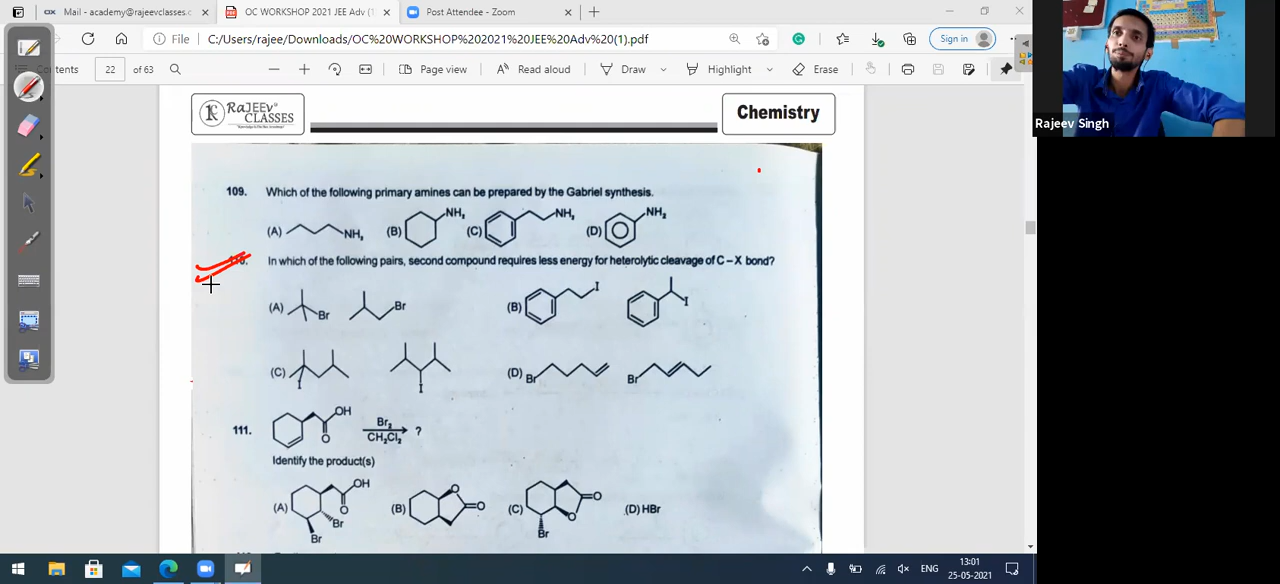 Mail - academy@rajeevclasses.c
OC WORKSHOP 2021 JEE Adv (1
Post Attendee - Zoom
File
C:/Users/rajee/Downloads/OC%20WORKSHOP%202021%20JEE%20Adv%20(1).pdf
Sign in
Contents
22 of 63
Page view
Read aloud
Draw
Highlight
Erase
RaJEEv CLASSES
Chemistry
Rajeev Singh
109. Which of the following primary amines can be prepared by the Gabriel synthesis.
(A) NH2 (B) NH2 (C) NH2 (D) NH2
In which of the following pairs, second compound requires less energy for heterolytic cleavage of C – X bond?
(A) Br Br (B) I I
(C) I I (D) Br Br
111. OH O Br2 CH2Cl2 ?
Identify the product(s)
(A) OH O Br Br (B) O O (C) O O Br (D) HBr
ENG
13:01
25-05-2021